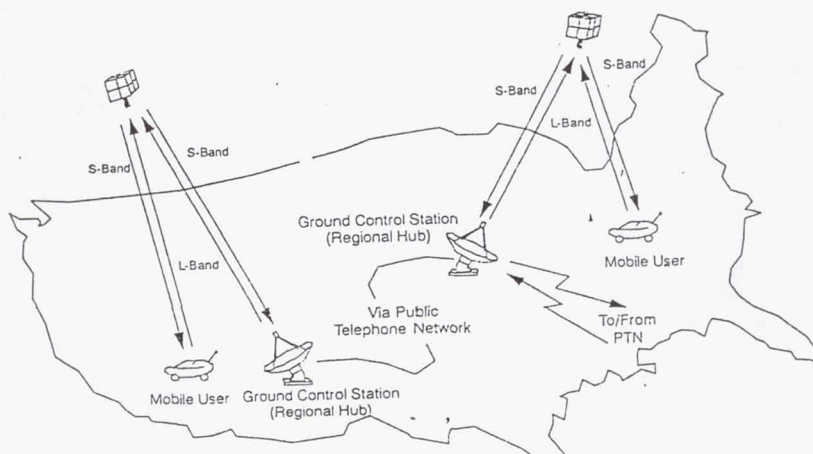 S-Band
S-Band
S-Band
S-Band
L-Band
L-Band
Ground Control Station
(Regional Hub)
Mobile User
Via Public
Telephone Network
To/From
PTN
Mobile User
Ground Control Station
(Regional Hub)